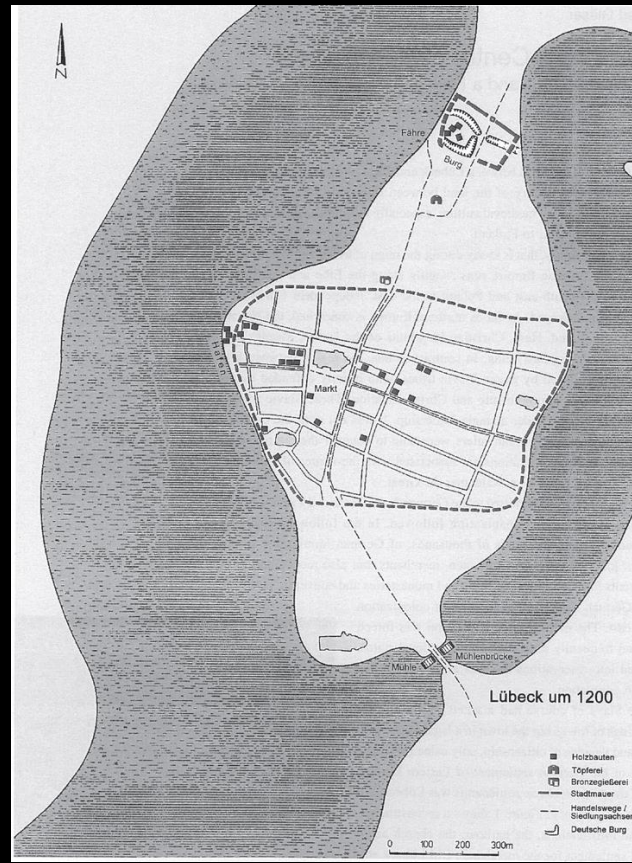 N
Fähre
Burg
Hafen
Markt
Mühlenbrücke
Mühle
Lübeck um 1200
Holzbauten
Töpferei
Bronzegießerei
Stadtmauer
Handelswege /
Siedlungsachsen
Deutsche Burg
0 100 200 300m